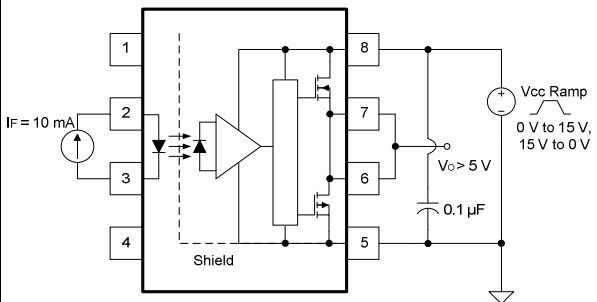 1
8
IF = 10 mA
2
7
+
-
Vcc Ramp
0 V to 15 V,
15 V to 0 V
3
6
VO > 5 V
0.1 µF
4
5
Shield